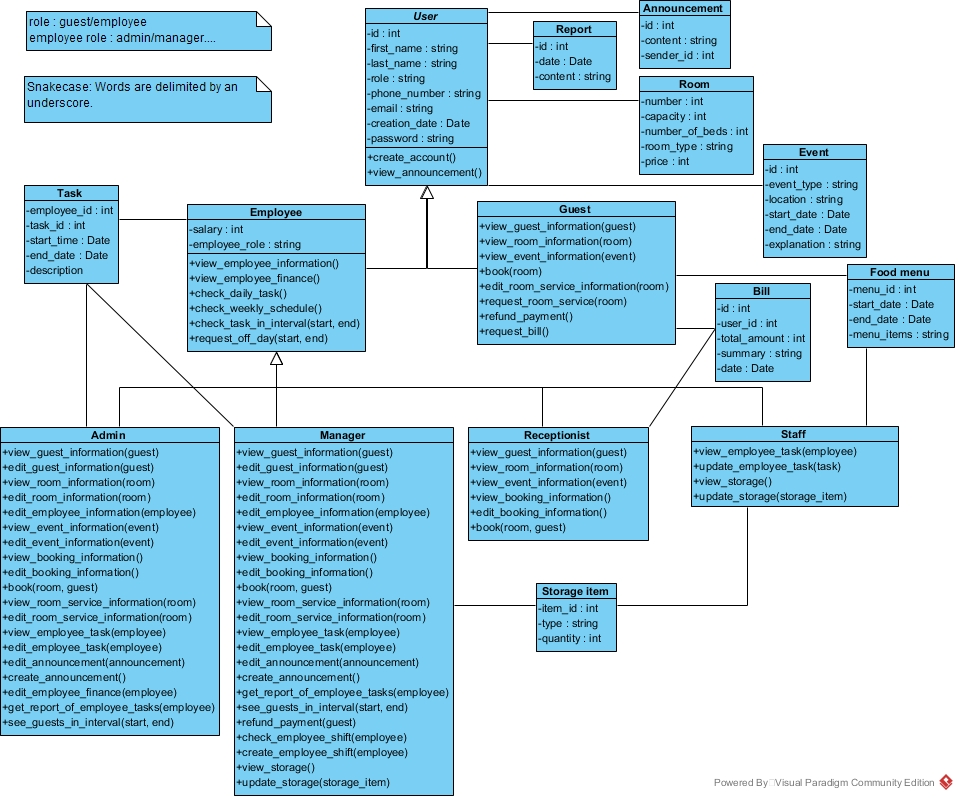 role : guest/employee
employee role : admin/manager....
Snakecase: Words are delimited by an
underscore.
User
-id : int
-first_name : string
-last_name : string
-role : string
-phone_number : string
-email : string
-creation_date : Date
-password : string
+create_account()
+view_announcement()
Report
-id : int
-date : Date
-content : string
Announcement
-id : int
-content : string
-sender_id : int
Room
-number : int
-capacity : int
-number_of_beds : int
-room_type : string
-price : int
Event
-id : int
-event_type : string
-location : string
-start_date : Date
-end_date : Date
-explanation : string
Task
-employee_id : int
-task_id : int
-start_time : Date
-end_date : Date
-description
Employee
-salary : int
-employee_role : string
+view_employee_information()
+view_employee_finance()
+check_daily_task()
+check_weekly_schedule()
+check_task_in_interval(start, end)
+request_off_day(start, end)
Guest
+view_guest_information(guest)
+view_room_information(room)
+view_event_information(event)
+book(room)
+edit_room_service_information(room)
+request_room_service(room)
+refund_payment()
+request_bill()
Bill
-id : int
-user_id : int
-total_amount : int
-summary : string
-date : Date
Food menu
-menu_id : int
-start_date : Date
-end_date : Date
-menu_items : string
Admin
+view_guest_information(guest)
+edit_guest_information(guest)
+view_room_information(room)
+edit_room_information(room)
+edit_employee_information(employee)
+view_event_information(event)
+edit_event_information(event)
+view_booking_information()
+edit_booking_information()
+book(room, guest)
+view_room_service_information(room)
+edit_room_service_information(room)
+view_employee_task(employee)
+edit_employee_task(employee)
+edit_announcement(announcement)
+create_announcement()
+edit_employee_finance(employee)
+get_report_of_employee_tasks(employee)
+see_guests_in_interval(start, end)
Manager
+view_guest_information(guest)
+edit_guest_information(guest)
+view_room_information(room)
+edit_room_information(room)
+edit_employee_information(employee)
+view_event_information(event)
+edit_event_information(event)
+view_booking_information()
+edit_booking_information()
+book(room, guest)
+view_room_service_information(room)
+edit_room_service_information(room)
+view_employee_task(employee)
+edit_employee_task(employee)
+edit_announcement(announcement)
+create_announcement()
+get_report_of_employee_tasks(employee)
+see_guests_in_interval(start, end)
+refund_payment(guest)
+check_employee_shift(employee)
+create_employee_shift(employee)
+view_storage()
+update_storage(storage_item)
Receptionist
+view_guest_information(guest)
+view_room_information(room)
+view_event_information(event)
+view_booking_information()
+edit_booking_information()
+book(room, guest)
Staff
+view_employee_task(employee)
+update_employee_task(task)
+view_storage()
+update_storage(storage_item)
Storage item
-item_id : int
-type : string
-quantity : int
Powered By Visual Paradigm Community Edition